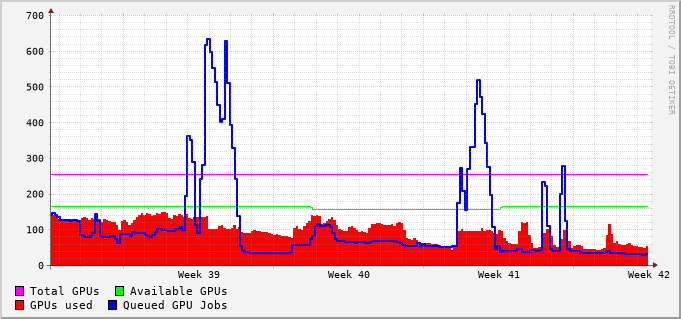 700
600
500
400
300
200
100
0
Week 39 Week 40 Week 41 Week 42
Total GPUs Available GPUs
GPUs used Queued GPU Jobs
RRDTOOL / TOBI OETIKER